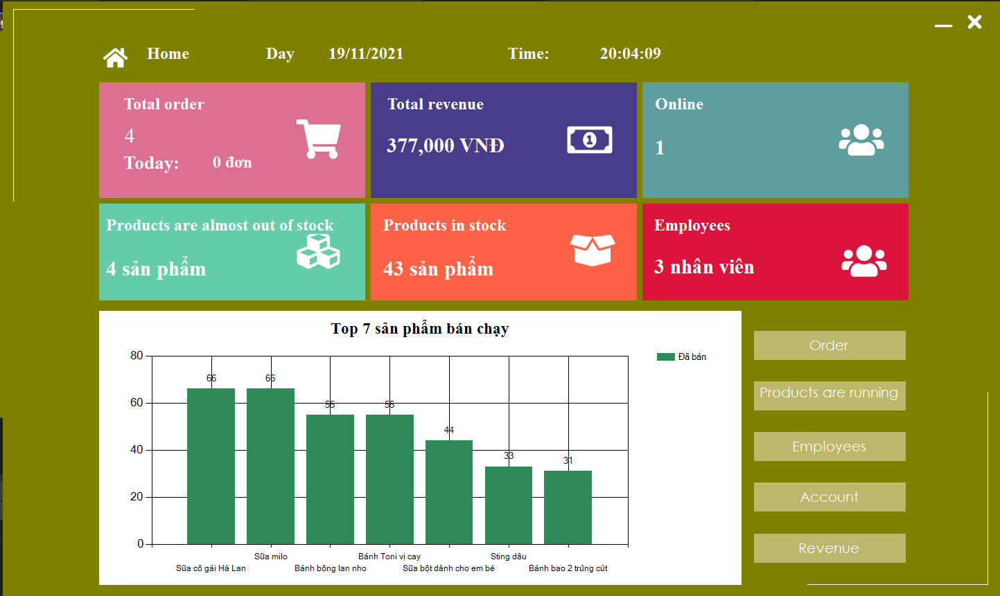 Home Day 19/11/2021 Time: 20:04:09
Total order
4
Today: 0 đơn
Total revenue
377,000 VNĐ
Online
1
Products are almost out of stock
4 sản phẩm
Products in stock
43 sản phẩm
Employees
3 nhân viên
Top 7 sản phẩm bán chạy
Đã bán
80
60
40
20
0
66
66
55
55
44
33
31
Sữa cô gái Hà Lan
Sữa milo
Bánh bông lan nho
Bánh Toni vị cay
Sữa bột dành cho em bé
Sting dâu
Bánh bao 2 trứng cút
Order
Products are running
Employees
Account
Revenue